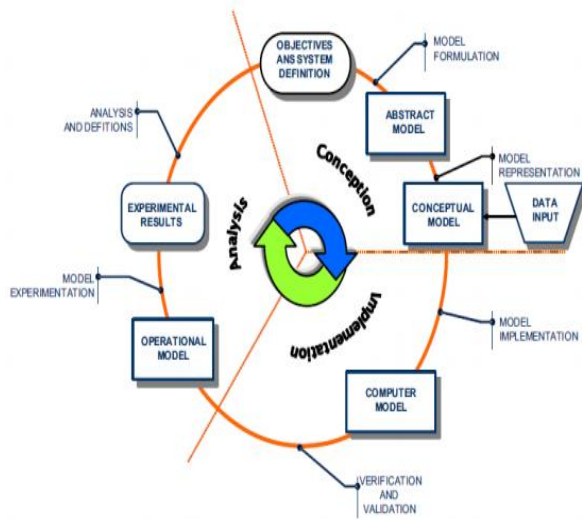 OBJECTIVES
ANS SYSTEM
DEFINITION
MODEL
FORMULATION
ABSTRACT
MODEL
MODEL
REPRESENTATION
CONCEPTUAL
MODEL
DATA
INPUT
MODEL
IMPLEMENTATION
COMPUTER
MODEL
VERIFICATION
AND
VALIDATION
OPERATIONAL
MODEL
MODEL
EXPERIMENTATION
EXPERIMENTAL
RESULTS
ANALYSIS
AND DEFITIONS
Conception
Implementation
Analysis